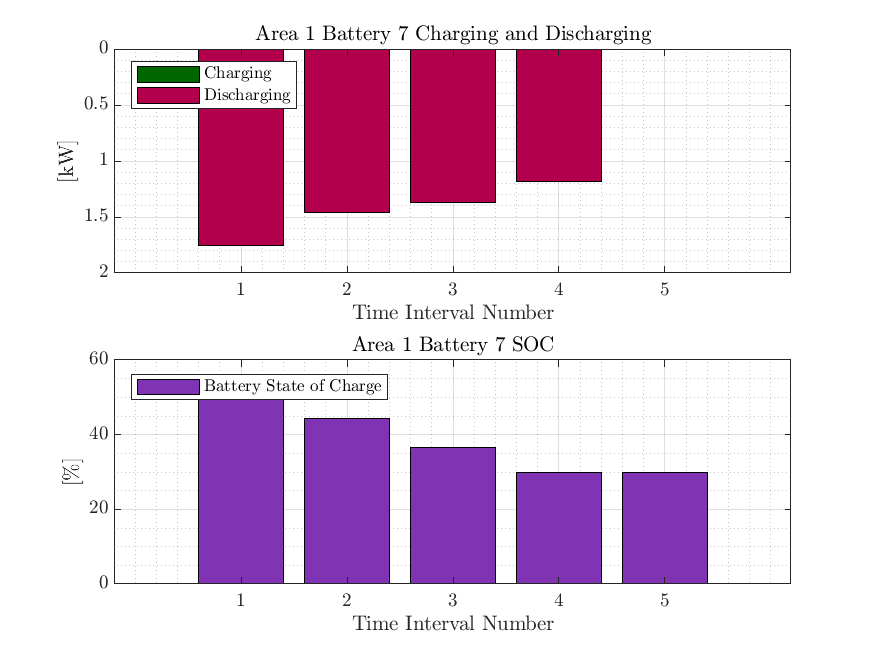 Area 1 Battery 7 Charging and Discharging
0
0.5
1
1.5
2
[kW]
Charging
Discharging
1 2 3 4 5
Time Interval Number
Area 1 Battery 7 SOC
60
40
20
0
[%]
Battery State of Charge
1 2 3 4 5
Time Interval Number